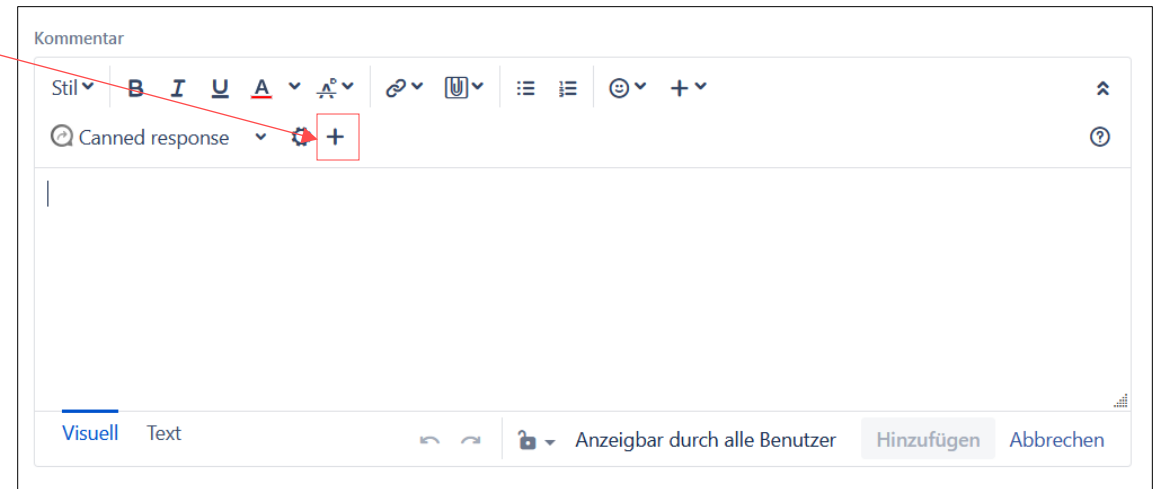 Kommentar
Stil B I U A
Canned response
Visuell Text Anzeigbar durch alle Benutzer Hinzufügen Abbrechen